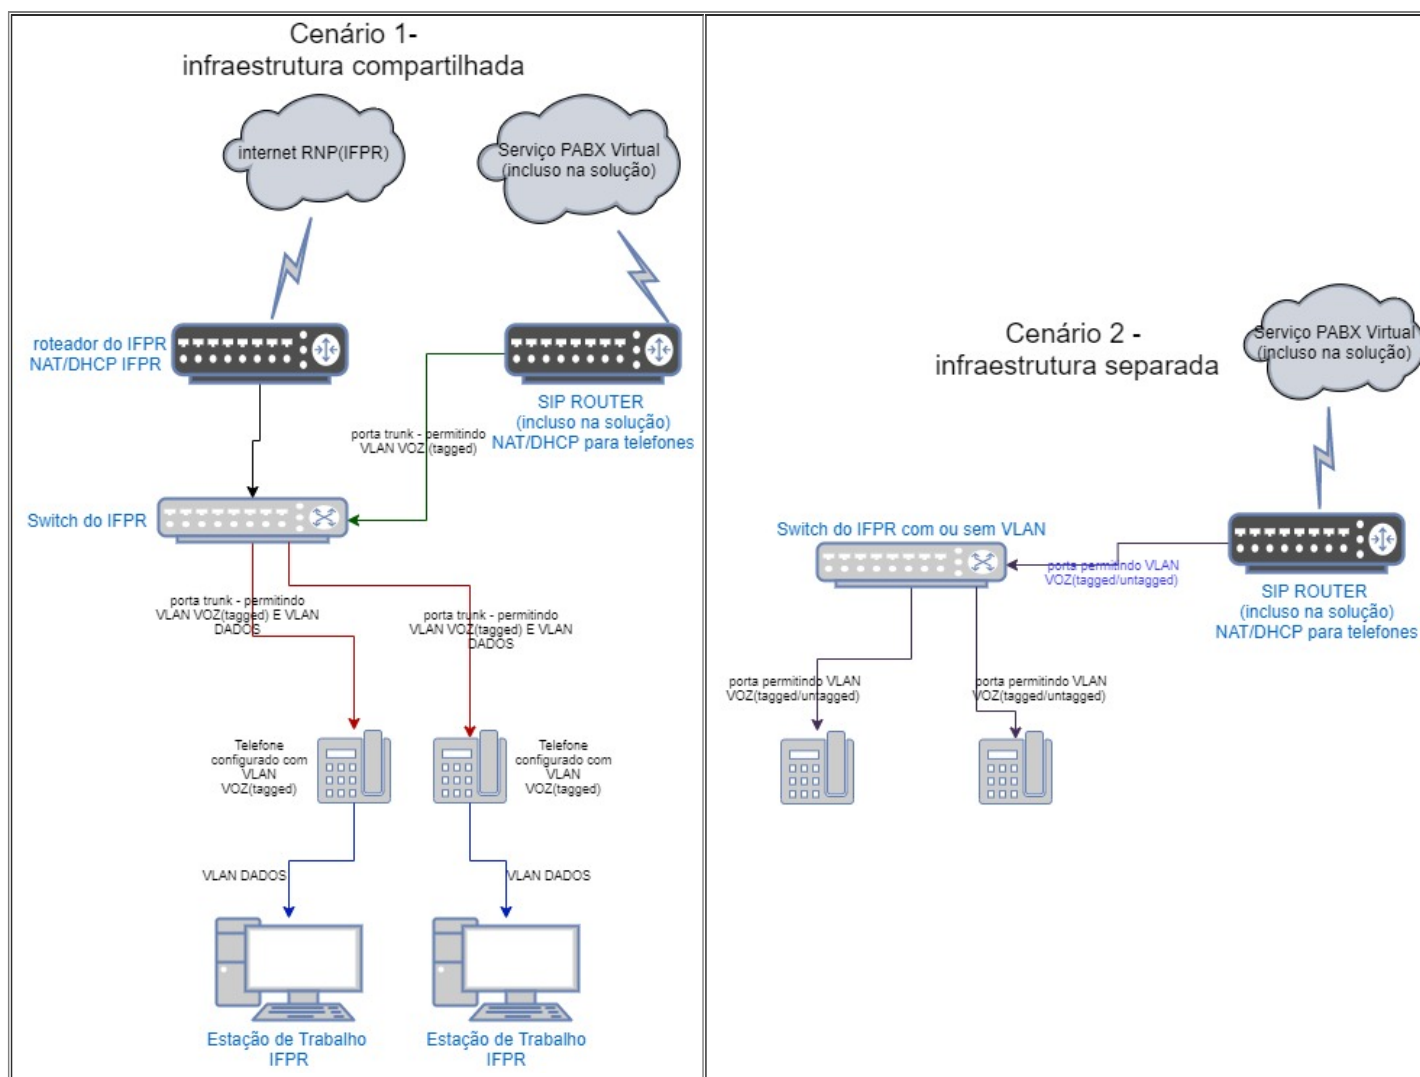 Cenário 1-
infraestrutura compartilhada
internet RNP(IFPR)
Serviço PABX Virtual
(incluso na solução)
roteador do IFPR
NAT/DHCP IFPR
SIP ROUTER
(incluso na solução)
NAT/DHCP para telefones
porta trunk - permitindo
VLAN VOZ (tagged)
Switch do IFPR
porta trunk - permitindo
VLAN VOZ(tagged) E VLAN
DADOS
porta trunk - permitindo
VLAN VOZ(tagged) E VLAN
DADOS
Telefone
configurado com
VLAN
VOZ(tagged)
Telefone
configurado com
VLAN
VOZ(tagged)
VLAN DADOS
VLAN DADOS
Estação de Trabalho
IFPR
Estação de Trabalho
IFPR
Cenário 2 -
infraestrutura separada
Serviço PABX Virtual
(incluso na solução)
Switch do IFPR com ou sem VLAN
porta permitindo VLAN
VOZ(tagged/untagged)
SIP ROUTER
(incluso na solução)
NAT/DHCP para telefones
porta permitindo VLAN
VOZ(tagged/untagged)
porta permitindo VLAN
VOZ(tagged/untagged)